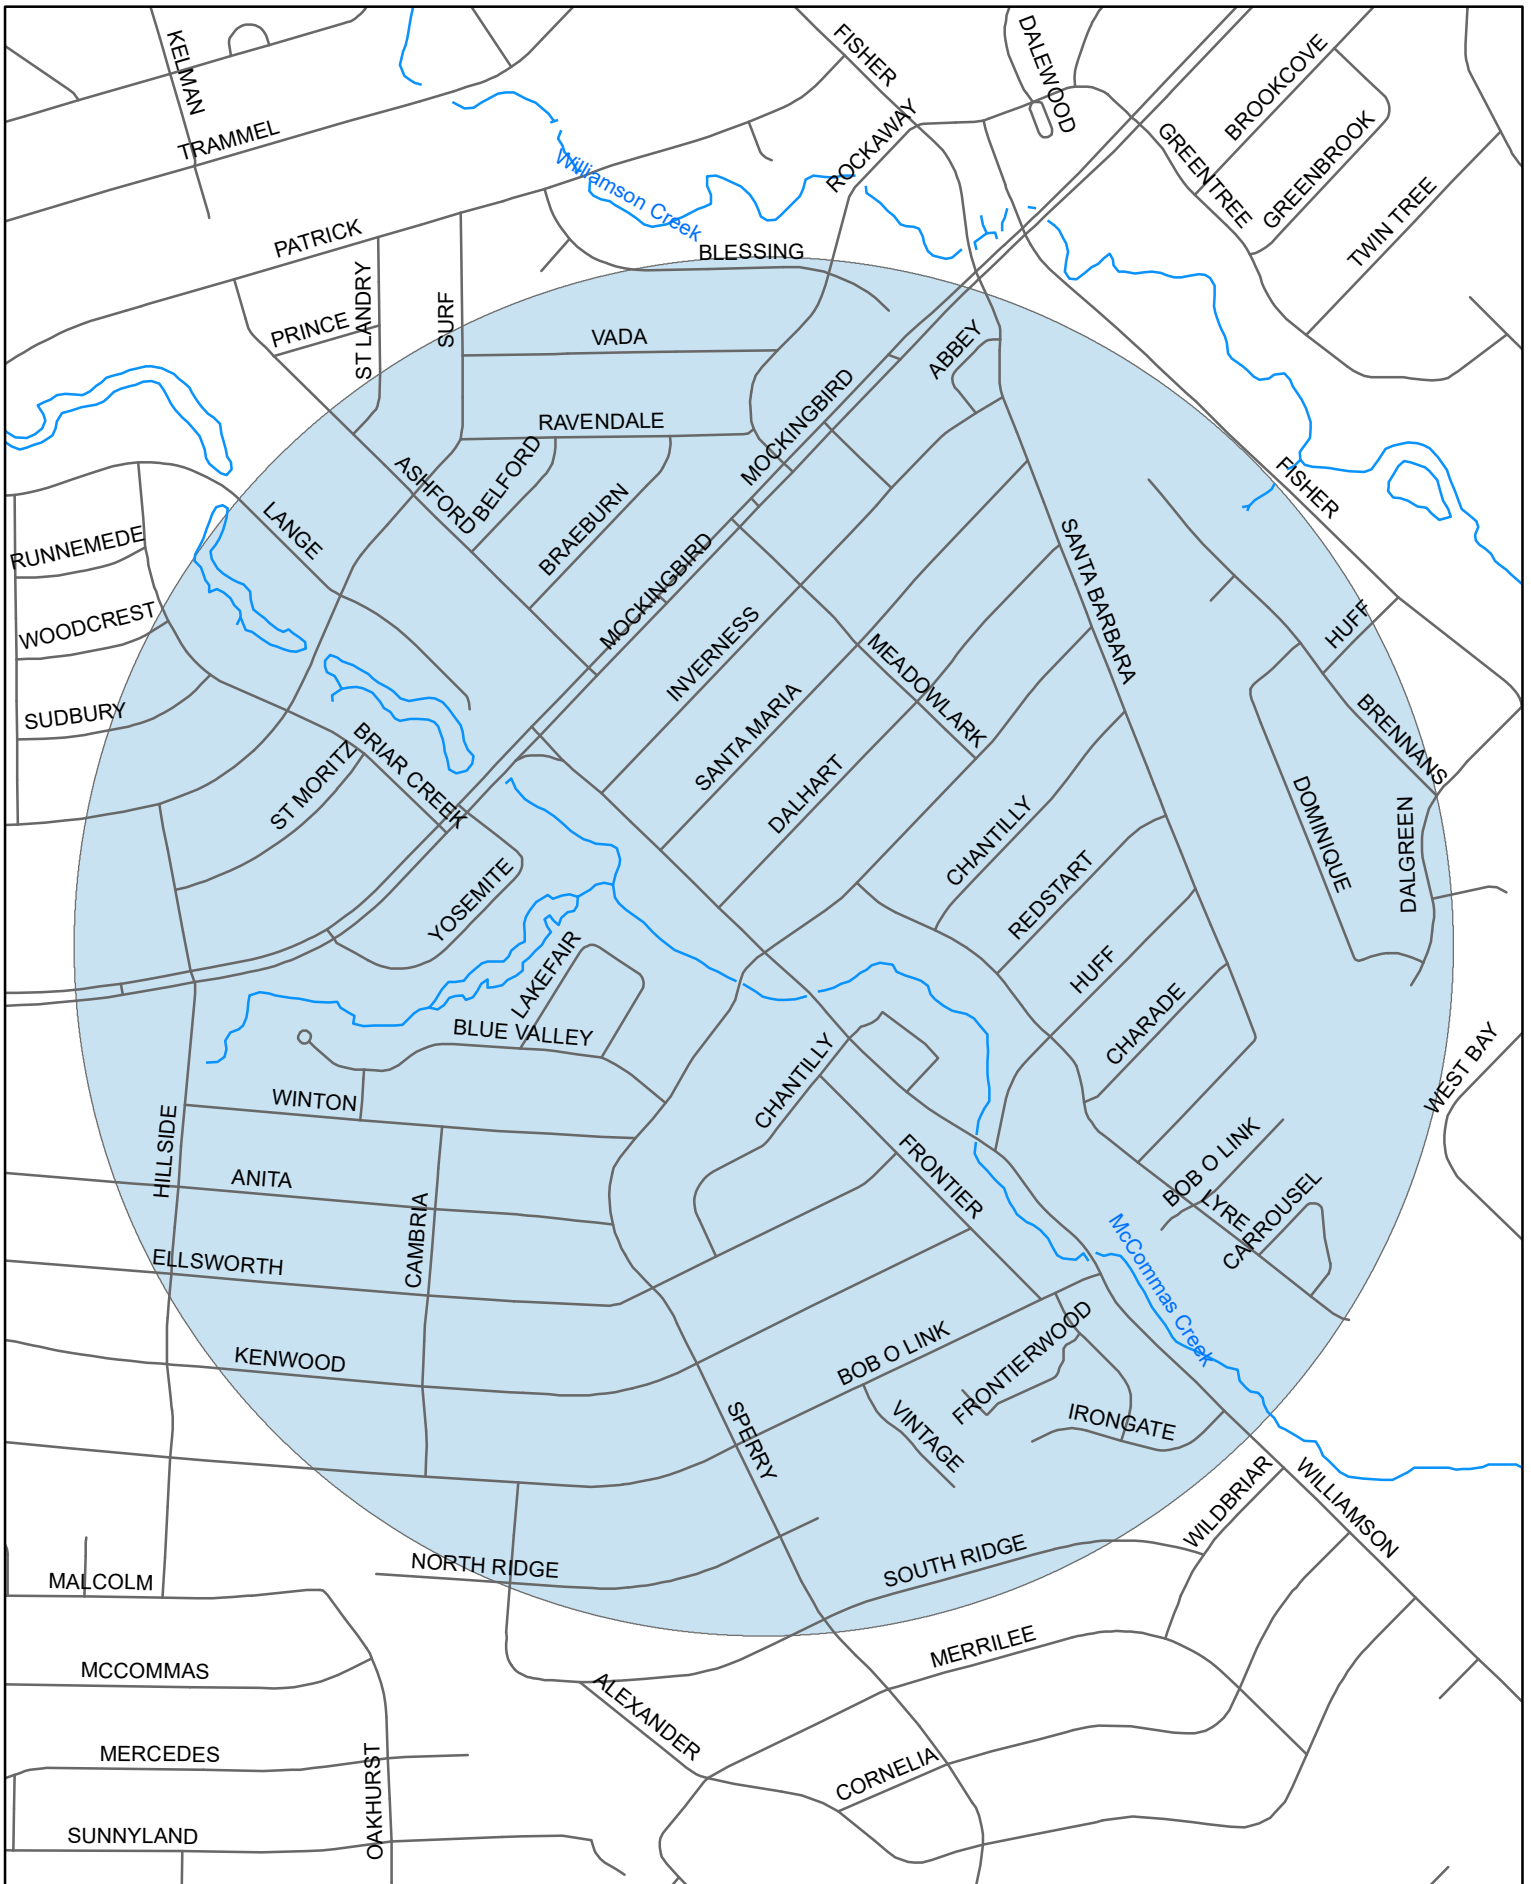 KELMAN
FISHER
DALEWOOD
BROOKCOVE
TRAMMEL
ROCKAWAY
GREENTREE
GREENBROOK
Williamson Creek
TWIN TREE
PATRICK
BLESSING
ST LANDRY
SURF
PRINCE
VADA
ABBEY
MOCKINGBIRD
RAVENDALE
ASHFORD
BELFORD
BRAEBURN
FISHER
LANGE
RUNNEMEDE
MOCKINGBIRD
SANTA BARBARA
WOODCREST
INVERNESS
HUFF
MEADOWLARK
SUDBURY
SANTA MARIA
BRENNANS
ST MORITZ
BRIAR CREEK
DALHART
CHANTILLY
DOMINIQUE
DALGREEN
YOSEMITE
REDSTART
LAKEFAIR
HUFF
BLUE VALLEY
CHARADE
CHANTILLY
WEST BAY
WINTON
HILLSIDE
FRONTIER
BOB O LINK
ANITA
LYRE
CARROUSEL
CAMBRIA
ELLSWORTH
McCommas Creek
KENWOOD
BOB O LINK
FRONTIERWOOD
SPERRY
VINTAGE
IRONGATE
WILDBRIAR
WILLIAMSON
NORTH RIDGE
SOUTH RIDGE
MALCOLM
MERRILEE
MCCOMMAS
ALEXANDER
MERCEDES
OAKHURST
CORNELIA
SUNNYLAND